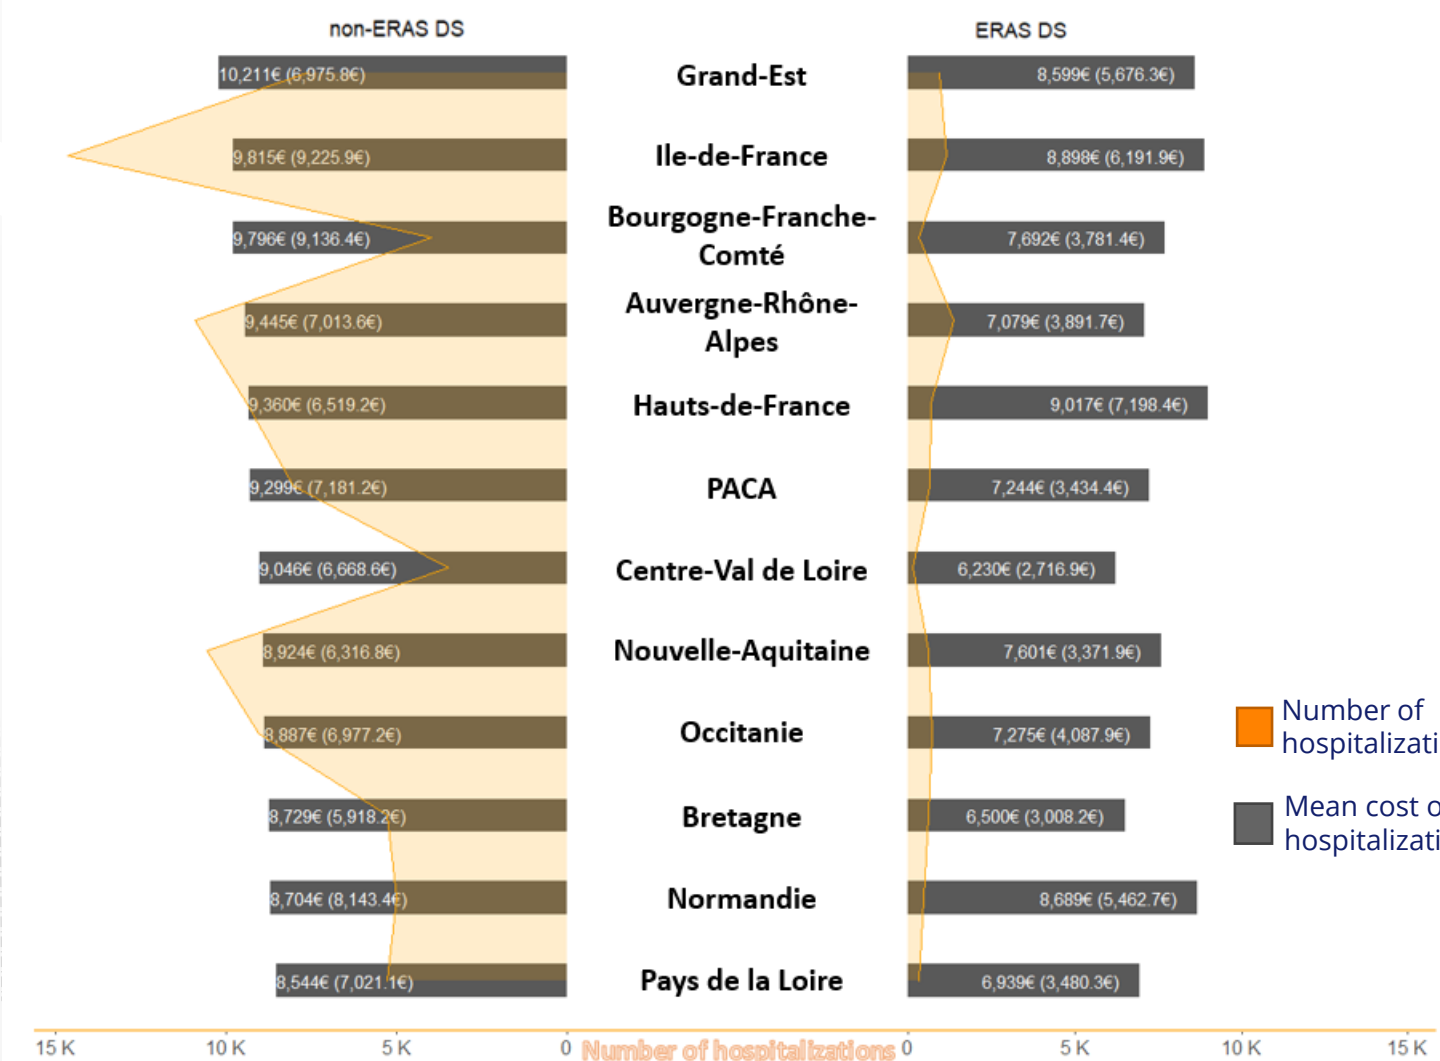 non-ERAS DS
ERAS DS
10,211€ (6,975.8€)
Grand-Est
8,599€ (5,676.3€)
9,815€ (9,225.9€)
Ile-de-France
8,898€ (6,191.9€)
9,796€ (9,136.4€)
Bourgogne-Franche-
Comté
7,692€ (3,781.4€)
9,445€ (7,013.6€)
Auvergne-Rhône-
Alpes
7,079€ (3,891.7€)
9,360€ (6,519.2€)
Hauts-de-France
9,017€ (7,198.4€)
9,299€ (7,181.2€)
PACA
7,244€ (3,434.4€)
9,046€ (6,668.6€)
Centre-Val de Loire
6,230€ (2,716.9€)
8,924€ (6,316.8€)
Nouvelle-Aquitaine
7,601€ (3,371.9€)
8,887€ (6,977.2€)
Occitanie
7,275€ (4,087.9€)
Number of
hospitalizati
8,729€ (5,918.2€)
Bretagne
6,500€ (3,008.2€)
Mean cost o
hospitalizati
8,704€ (8,143.4€)
Normandie
8,689€ (5,462.7€)
8,544€ (7,021.1€)
Pays de la Loire
6,939€ (3,480.3€)
15 K 10 K 5 K 0 Number of hospitalizations 0 5 K 10 K 15 K